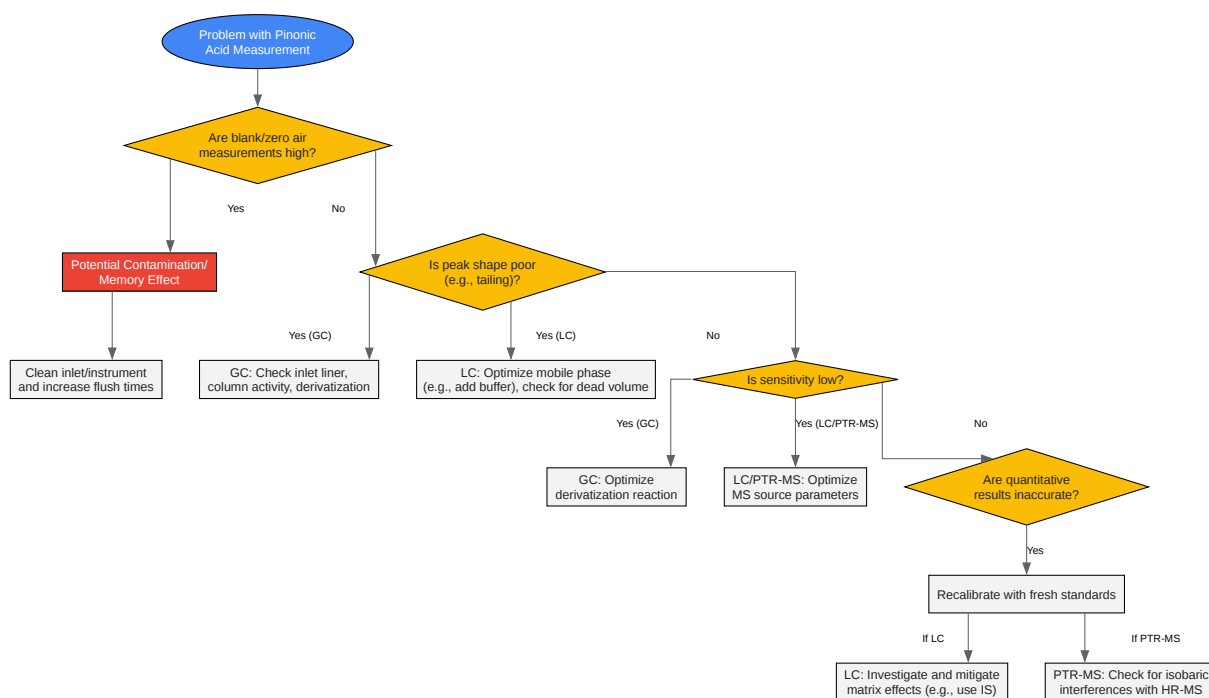 Problem with Pinonic
Acid Measurement
Are blank/zero air
measurements high?
Yes
No
Potential Contamination/
Memory Effect
Is peak shape poor
(e.g., tailing)?
Yes (GC)
Yes (LC)
No
Clean inlet/instrument
and increase flush times
GC: Check inlet liner,
column activity, derivatization
LC: Optimize mobile phase
(e.g., add buffer), check for dead volume
Is sensitivity low?
Yes (GC)
Yes (LC/PTR-MS)
No
GC: Optimize
derivatization reaction
LC/PTR-MS: Optimize
MS source parameters
Are quantitative
results inaccurate?
Yes
Recalibrate with fresh standards
If LC
If PTR-MS
LC: Investigate and mitigate
matrix effects (e.g., use IS)
PTR-MS: Check for isobaric
interferences with HR-MS